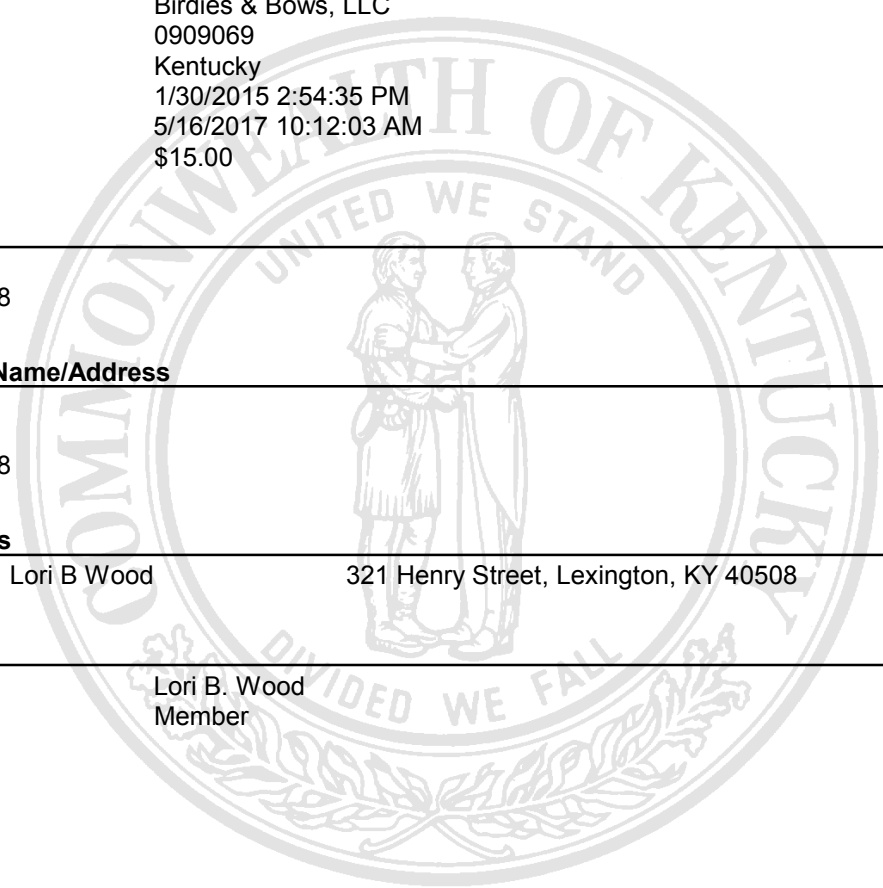 Birdies & Bows, LLC
0909069
Kentucky
1/30/2015 2:54:35 PM
5/16/2017 10:12:03 AM
$15.00
8
Name/Address
8
s
Lori B Wood 321 Henry Street, Lexington, KY 40508
Lori B. Wood
Member
COMMONWEALTH OF KENTUCKY
UNITED WE STAND
DIVIDED WE FALL